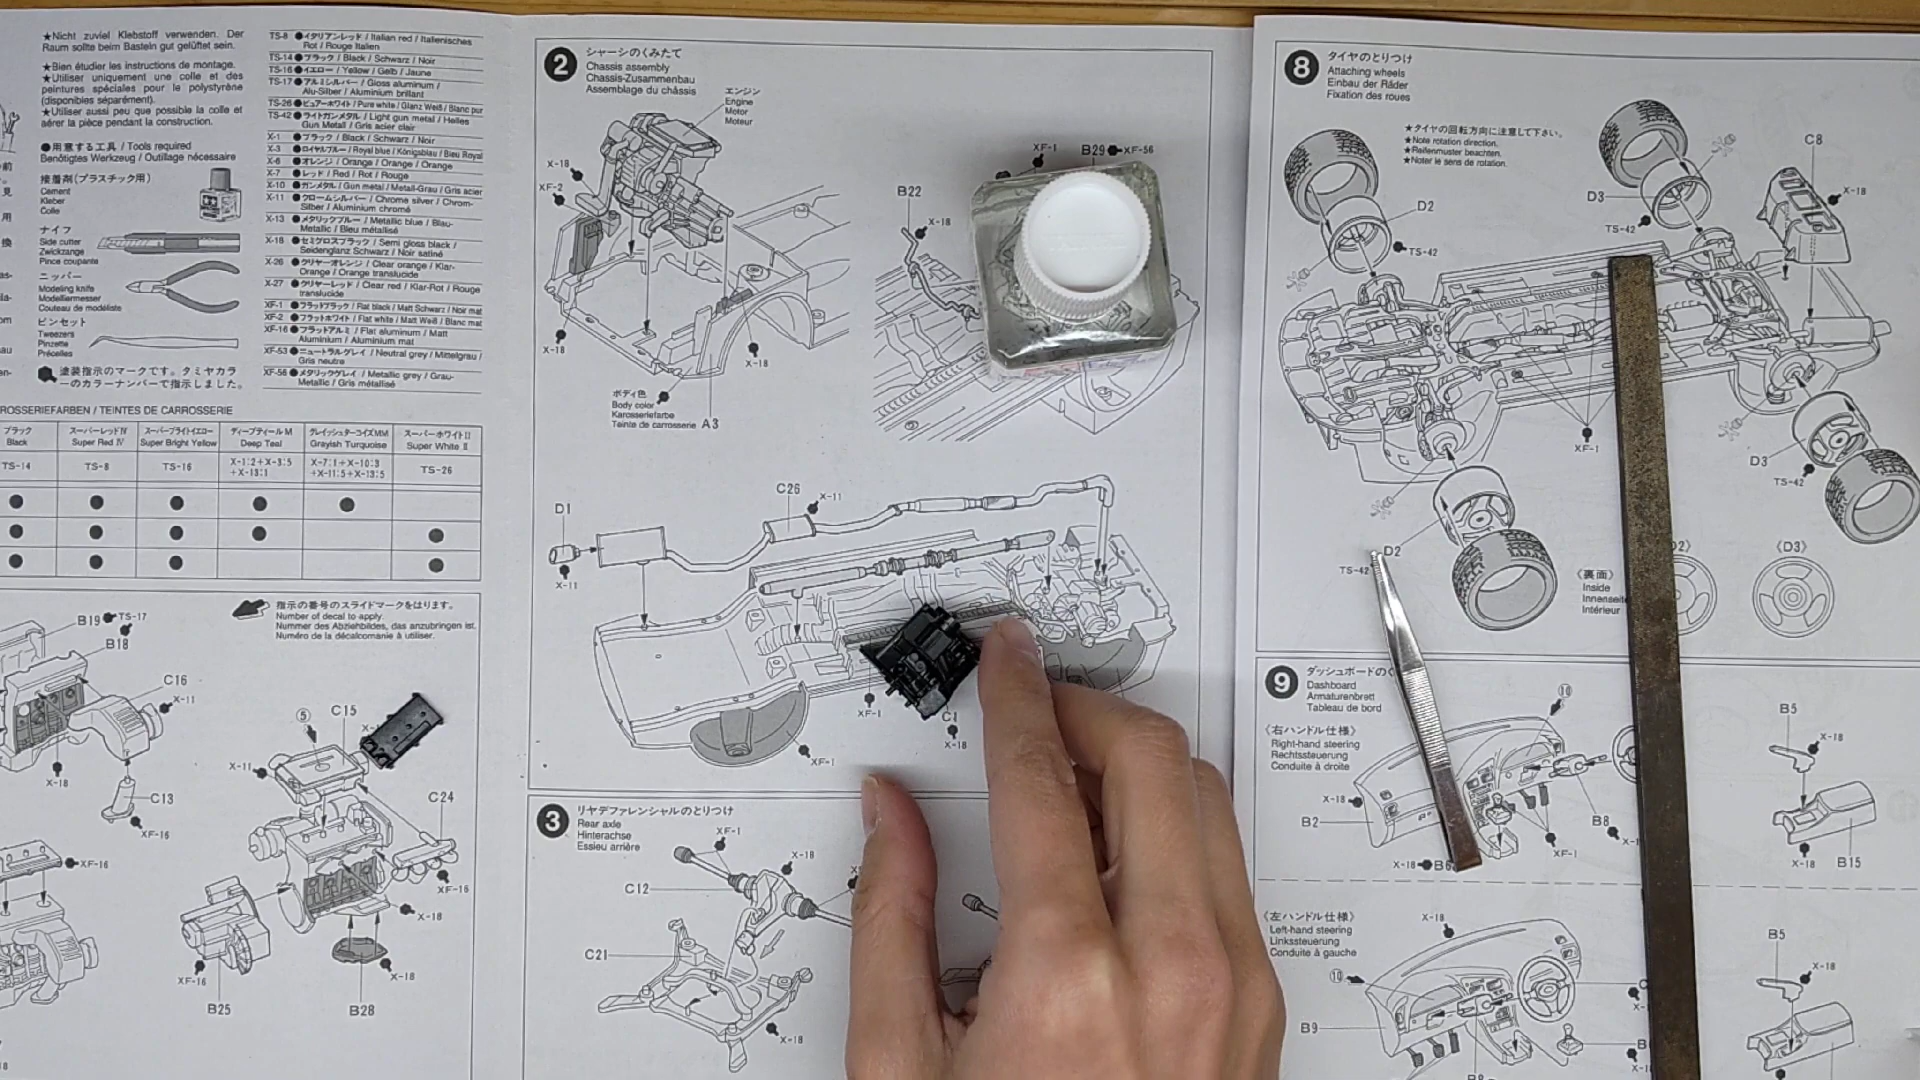 ★Nicht zuviel Klebstoff verwenden. Der
Raum sollte beim Basteln gut gelüftet sein.
★Bien étudier les instructions de montage.
★Utiliser uniquement une colle et des
peintures spéciales pour le polystyrène
(disponibles séparément).
★Utiliser aussi peu que possible la colle et
aérer la pièce pendant la construction.
●用意する工具 / Tools required
Benötigtes Werkzeug / Outillage nécessaire
接着剤(プラスチック用)
Cement
Kleber
Colle
ナイフ
Side cutter
Zwickzange
Pince coupante
ニッパー
Modeling knife
Modelliermesser
Couteau de modéliste
ピンセット
Tweezers
Pinzette
Précelles
塗装指示のマークです。タミヤカラ
ーのカラーナンバーで指示しました。
TS-8 ●イタリアンレッド / Italian red / Italienisches
Rot / Rouge Italien
TS-14 ●ブラック / Black / Schwarz / Noir
TS-16 ●イエロー / Yellow / Gelb / Jaune
TS-17 ●アルミシルバー / Gloss aluminum /
Alu-Silber / Aluminium brillant
TS-26 ●ピュアーホワイト / Pure white / Glanz Weiß / Blanc pur
TS-42 ●ライトガンメタル / Light gun metal / Helles
Gun Metall / Gris acier clair
X-1 ●ブラック / Black / Schwarz / Noir
X-3 ●ロイヤルブルー / Royal blue / Königsblau / Bleu Royal
X-6 ●オレンジ / Orange / Orange / Orange
X-7 ●レッド / Red / Rot / Rouge
X-10 ●ガンメタル / Gun metal / Metall-Grau / Gris acier
X-11 ●クロームシルバー / Chrome silver / Chrom-
Silber / Aluminium chromé
X-13 ●メタリックブルー / Metallic blue / Blau-
Metallic / Bleu métallisé
X-18 ●セミグロスブラック / Semi gloss black /
Seidenglanz Schwarz / Noir satiné
X-26 ●クリヤーオレンジ / Clear orange / Klar-
Orange / Orange translucide
X-27 ●クリヤーレッド / Clear red / Klar-Rot / Rouge
translucide
XF-1 ●フラットブラック / Flat black / Matt Schwarz / Noir mat
XF-2 ●フラットホワイト / Flat white / Matt Weiß / Blanc mat
XF-16 ●フラットアルミ / Flat aluminum / Matt
Aluminium / Aluminium mat
XF-53 ●ニュートラルグレイ / Neutral grey / Mittelgrau /
Gris neutre
XF-56 ●メタリックグレイ / Metallic grey / Grau-
Metallic / Gris métallisé
ROSSERIEFARBEN / TEINTES DE CARROSSERIE
ブラック
Black
スーパーレッドⅣ
Super Red Ⅳ
スーパーブライトイエロー
Super Bright Yellow
ディープティールM
Deep Teal
グレイッシュターコイズMM
Grayish Turquoise
スーパーホワイトⅡ
Super White Ⅱ
TS-14
TS-8
TS-16
X-1:2+X-3:5
+X-13:1
X-7:1+X-10:3
+X-11:5+X-13:5
TS-26
指示の番号のスライドマークをはります。
Number of decal to apply.
Nummer des Abziehbildes, das anzubringen ist.
Numéro de la décalcomanie à utiliser.
B19
TS-17
B18
C16
X-11
X-18
C13
XF-16
XF-16
⑤
C15
X-11
C24
XF-16
X-18
X-18
XF-16
B25
B28
2
シャーシのくみたて
Chassis assembly
Chassis-Zusammenbau
Assemblage du châssis
エンジン
Engine
Motor
Moteur
X-18
XF-2
X-18
X-18
ボディ色
Body color
Karosseriefarbe
Teinte de carrosserie
A3
B22
X-18
XF-1
B29
XF-56
D1
X-11
C26
X-11
XF-1
XF-1
C1
X-18
3
リヤデファレンシャルのとりつけ
Rear axle
Hinterachse
Essieu arrière
XF-1
X-18
C12
C21
X-18
8
タイヤのとりつけ
Attaching wheels
Einbau der Räder
Fixation des roues
★タイヤの回転方向に注意して下さい。
★Note rotation direction.
★Reifenmuster beachten.
★Noter le sens de rotation.
D2
TS-42
D3
TS-42
C8
X-18
XF-1
D3
TS-42
D2
TS-42
《裏面》
Inside
Innenseite
Intérieur
《D3》
9
ダッシュボードの
Dashboard
Armaturenbrett
Tableau de bord
《右ハンドル仕様》
Right-hand steering
Rechtssteuerung
Conduite à droite
⑩
X-18
B2
X-18
XF-1
B8
B5
X-18
X-18
B15
《左ハンドル仕様》
Left-hand steering
Linkssteuerung
Conduite à gauche
X-18
⑩
B9
B5
X-18